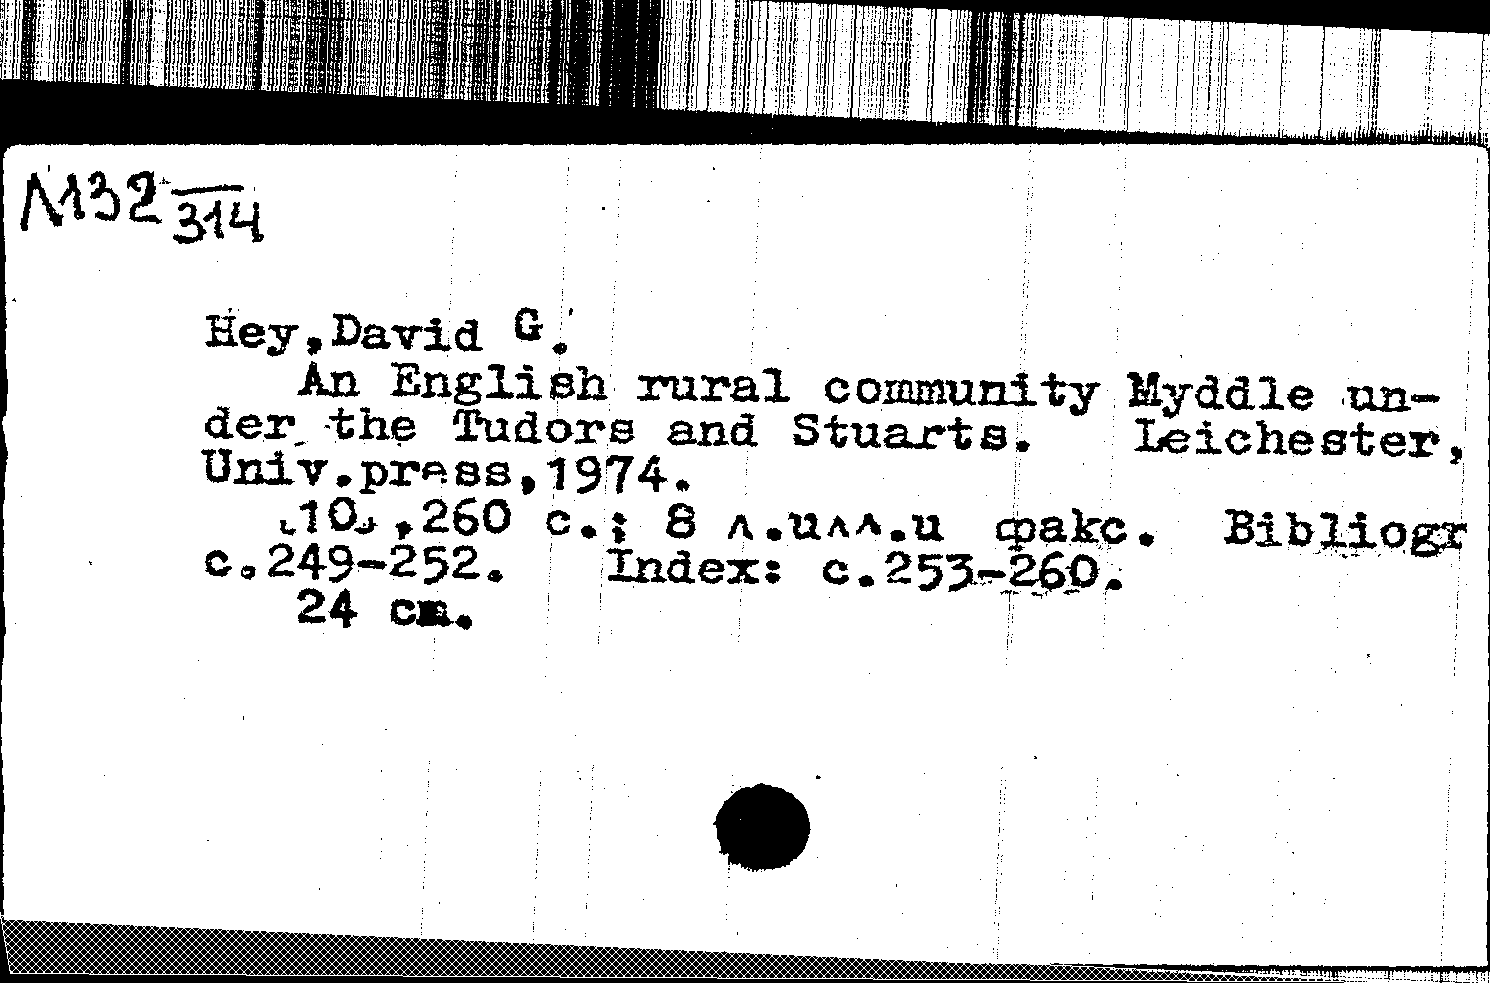 Л132 314
Hey,David G.
An English rural community Myddle un-
der the Tudors and Stuarts. Leichester,
Univ.press,1974.
[10],260 с.; 8 л.илл.и факс. Bibliogr
с.249-252. Index: с.253-260.
24 см.